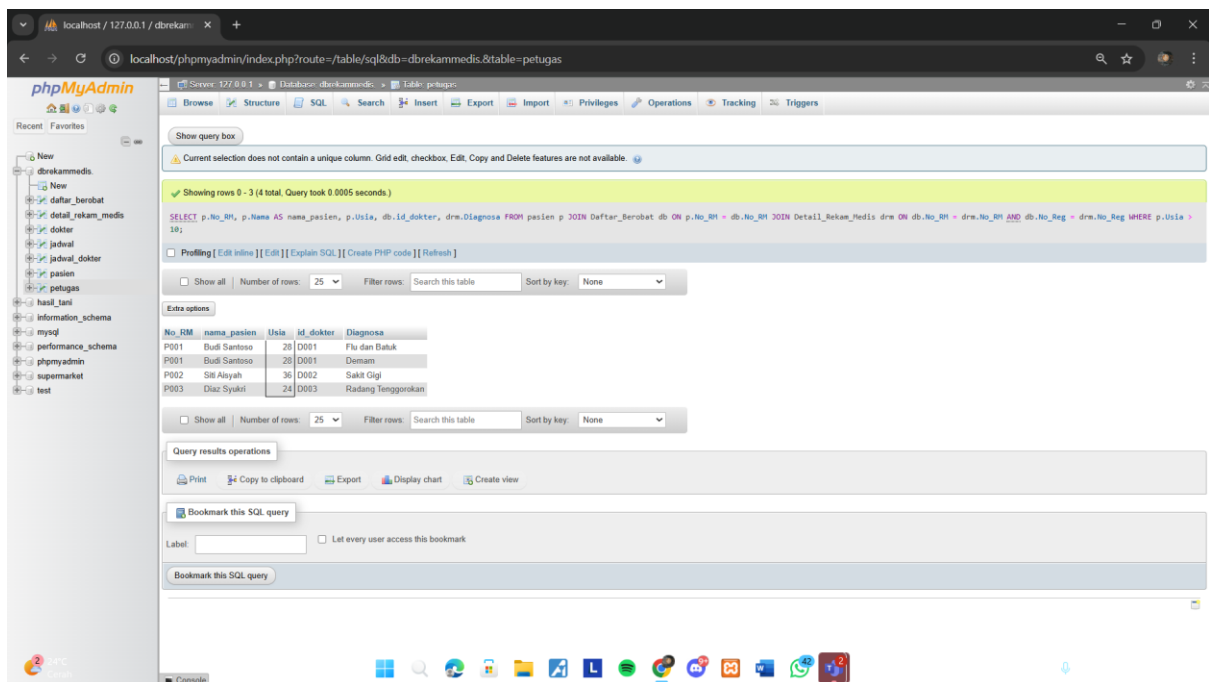 localhost / 127.0.0.1 / dbrekam
localhost/phpmyadmin/index.php?route=/table/sql&db=dbrekammedis.&table=petugas
phpMyAdmin
Recent Favorites
New
dbrekammedis.
New
daftar_berobat
detail_rekam_medis
dokter
jadwal
jadwal_dokter
pasien
petugas
hasil_tani
information_schema
mysql
performance_schema
phpmyadmin
supermarket
test
Server: 127.0.0.1 » Database: dbrekammedis. » Table: petugas
Browse Structure SQL Search Insert Export Import Privileges Operations Tracking Triggers
Show query box
Current selection does not contain a unique column. Grid edit, checkbox, Edit, Copy and Delete features are not available.
Showing rows 0 - 3 (4 total, Query took 0.0005 seconds.)
SELECT p.No_RM, p.Nama AS nama_pasien, p.Usia, db.id_dokter, drm.Diagnosa FROM pasien p JOIN Daftar_Berobat db ON p.No_RM = db.No_RM JOIN Detail_Rekam_Medis drm ON db.No_RM = drm.No_RM AND db.No_Reg = drm.No_Reg WHERE p.Usia >
10;
Profiling [ Edit inline ] [ Edit ] [ Explain SQL ] [ Create PHP code ] [ Refresh ]
Show all | Number of rows: 25 Filter rows: Search this table Sort by key: None
Extra options
No_RM nama_pasien Usia id_dokter Diagnosa
P001 Budi Santoso 28 D001 Flu dan Batuk
P001 Budi Santoso 28 D001 Demam
P002 Siti Aisyah 36 D002 Sakit Gigi
P003 Diaz Syukri 24 D003 Radang Tenggorokan
Show all | Number of rows: 25 Filter rows: Search this table Sort by key: None
Query results operations
Print Copy to clipboard Export Display chart Create view
Bookmark this SQL query
Label: Let every user access this bookmark
Bookmark this SQL query
Console
2 24°C
Cerah
L 9+ W 42 2